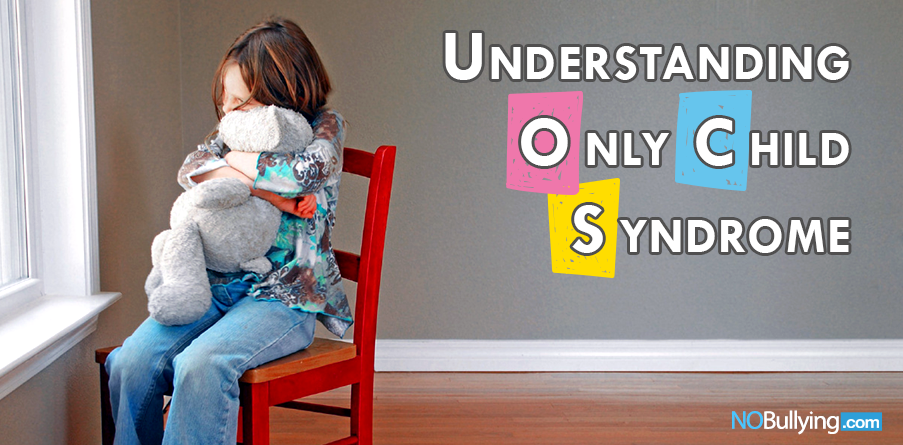 UNDERSTANDING
ONLY CHILD
SYNDROME
NOBullying.com